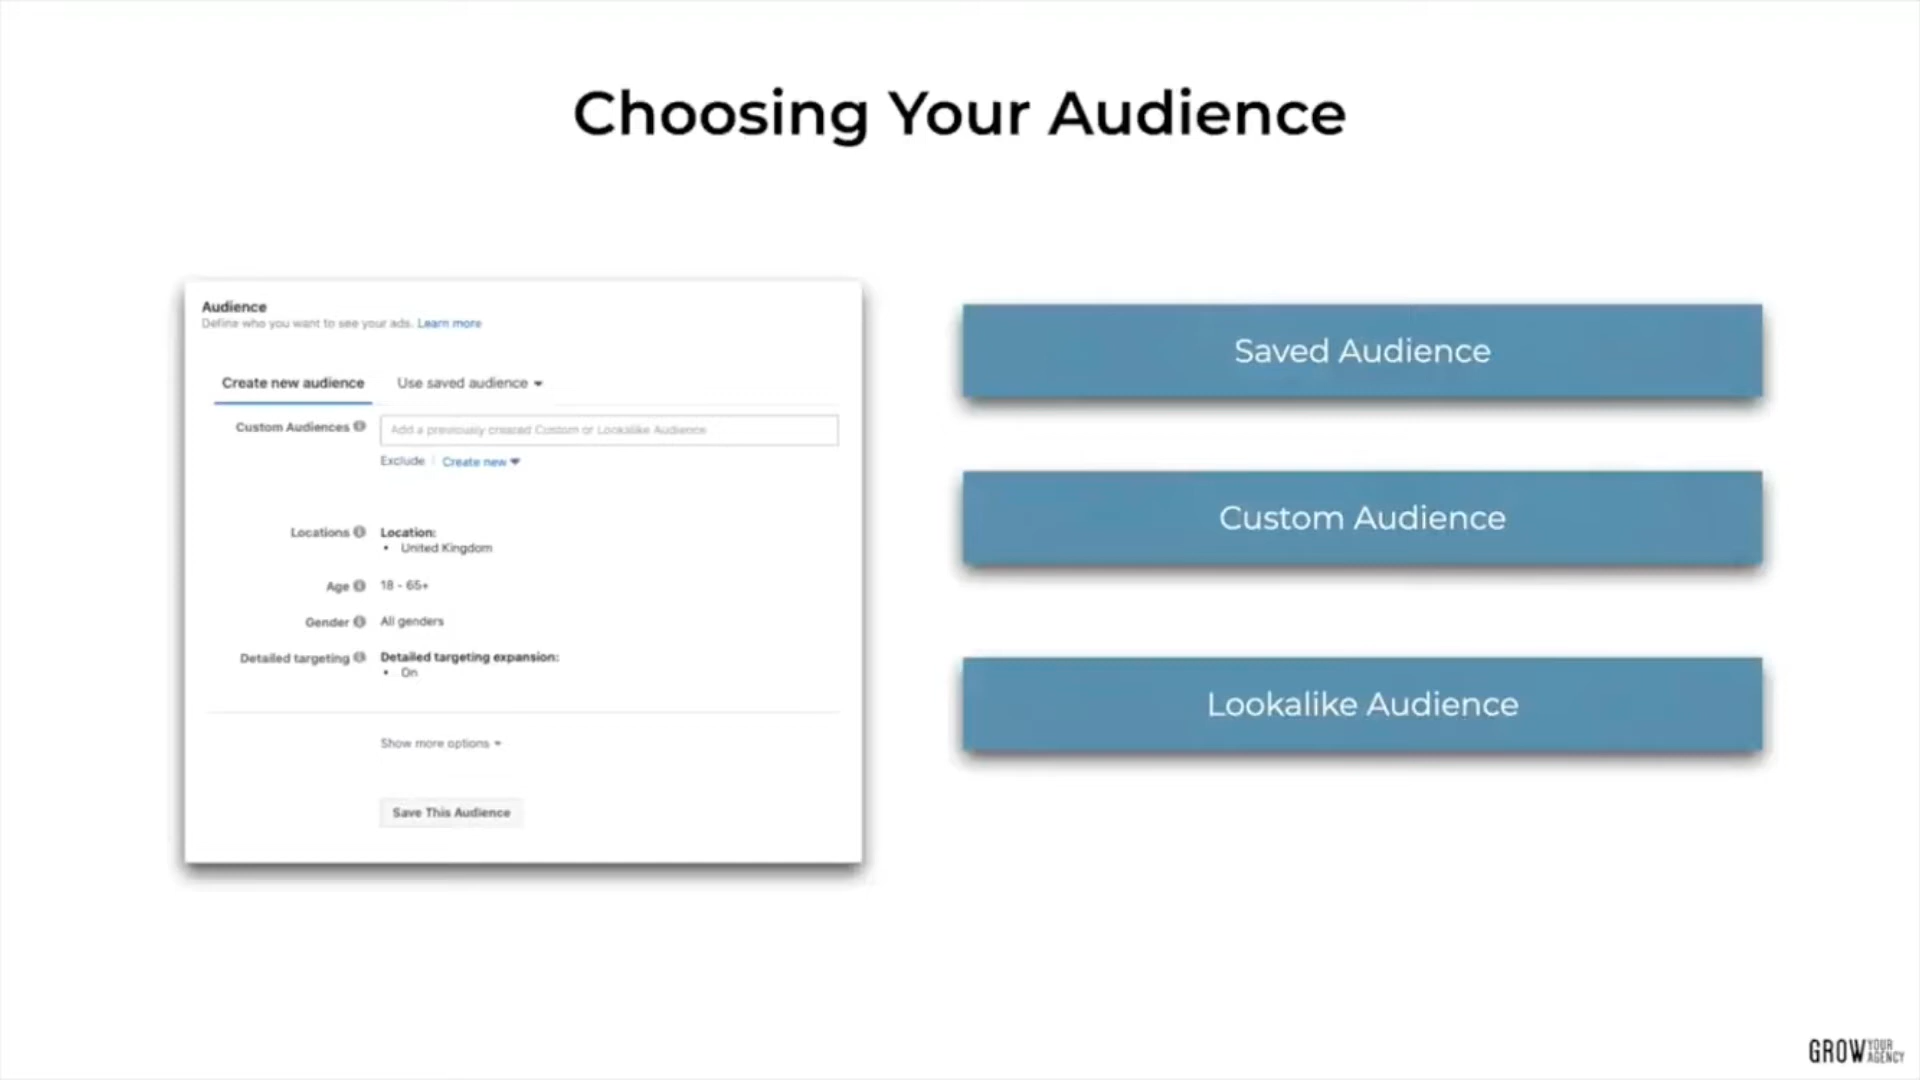 Choosing Your Audience
Audience
Define who you want to see your ads. Learn more
Create new audience
Use saved audience
Custom Audiences
Add a previously created Custom or Lookalike Audience
Exclude | Create new
Locations
Location:
• United Kingdom
Age
18 - 65+
Gender
All genders
Detailed targeting
Detailed targeting expansion:
• On
Show more options
Save This Audience
Saved Audience
Custom Audience
Lookalike Audience
GROW YOUR AGENCY